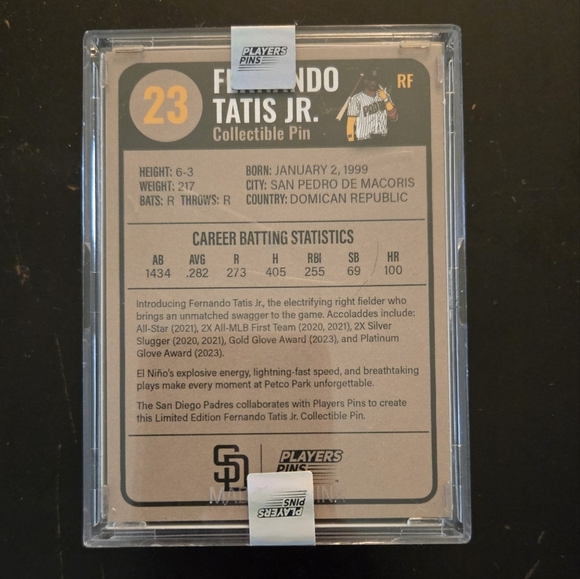 PLAYERS
PINS
23
FERNANDO
TATIS JR.
Collectible Pin
RF
PADRES
HEIGHT: 6-3
WEIGHT: 217
BATS: R THROWS: R
BORN: JANUARY 2, 1999
CITY: SAN PEDRO DE MACORIS
COUNTRY: DOMICAN REPUBLIC
CAREER BATTING STATISTICS
AB AVG R H RBI SB HR
1434 .282 273 405 255 69 100
Introducing Fernando Tatis Jr., the electrifying right fielder who
brings an unmatched swagger to the game. Accoladdes include:
All-Star (2021), 2X All-MLB First Team (2020, 2021), 2X Silver
Slugger (2020, 2021), Gold Glove Award (2023), and Platinum
Glove Award (2023).
El Niño's explosive energy, lightning-fast speed, and breathtaking
plays make every moment at Petco Park unforgettable.
The San Diego Padres collaborates with Players Pins to create
this Limited Edition Fernando Tatis Jr. Collectible Pin.
SD
PLAYERS
PINS
PLAYERS
PINS